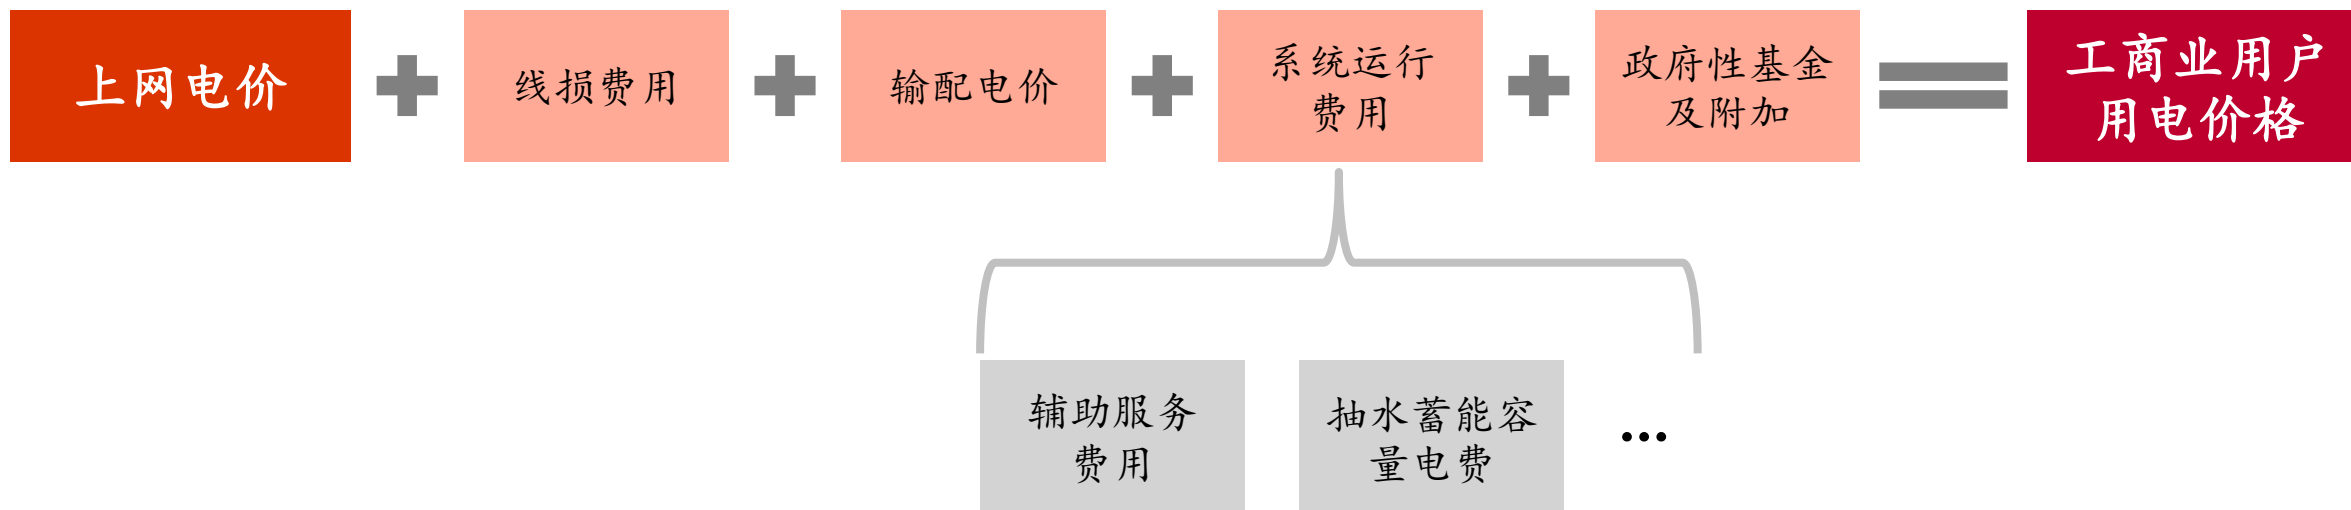 上网电价
线损费用
输配电价
系统运行
费用
政府性基金
及附加
工商业用户
用电价格
辅助服务
费用
抽水蓄能容
量电费
...